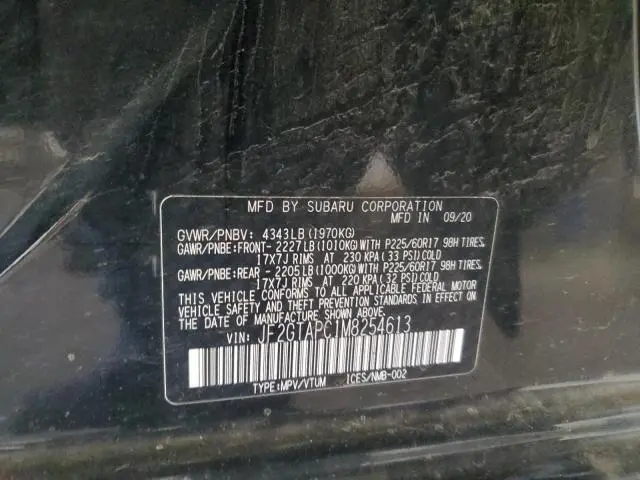 MFD BY SUBARU CORPORATION
MFD IN 09/20
GVWR/PNBV: 4343LB(1970KG)
GAWR/PNBE:FRONT- 2227LB(1010KG)WITH P225/60R17 98H TIRES,
17X7J RIMS AT 230 KPA(33 PSI)COLD
GAWR/PNBE:REAR - 2205LB(1000KG)WITH P225/60R17 98H TIRES,
17X7J RIMS AT 220 KPA(32 PSI)COLD
THIS VEHICLE CONFORMS TO ALL APPLICABLE FEDERAL MOTOR
VEHICLE SAFETY AND THEFT PREVENTION STANDARDS IN EFFECT ON
THE DATE OF MANUFACTURE SHOWN ABOVE.
VIN: JF2GTAPC1M8254613
TYPE:MPV/VTUM ICES/NMB-002